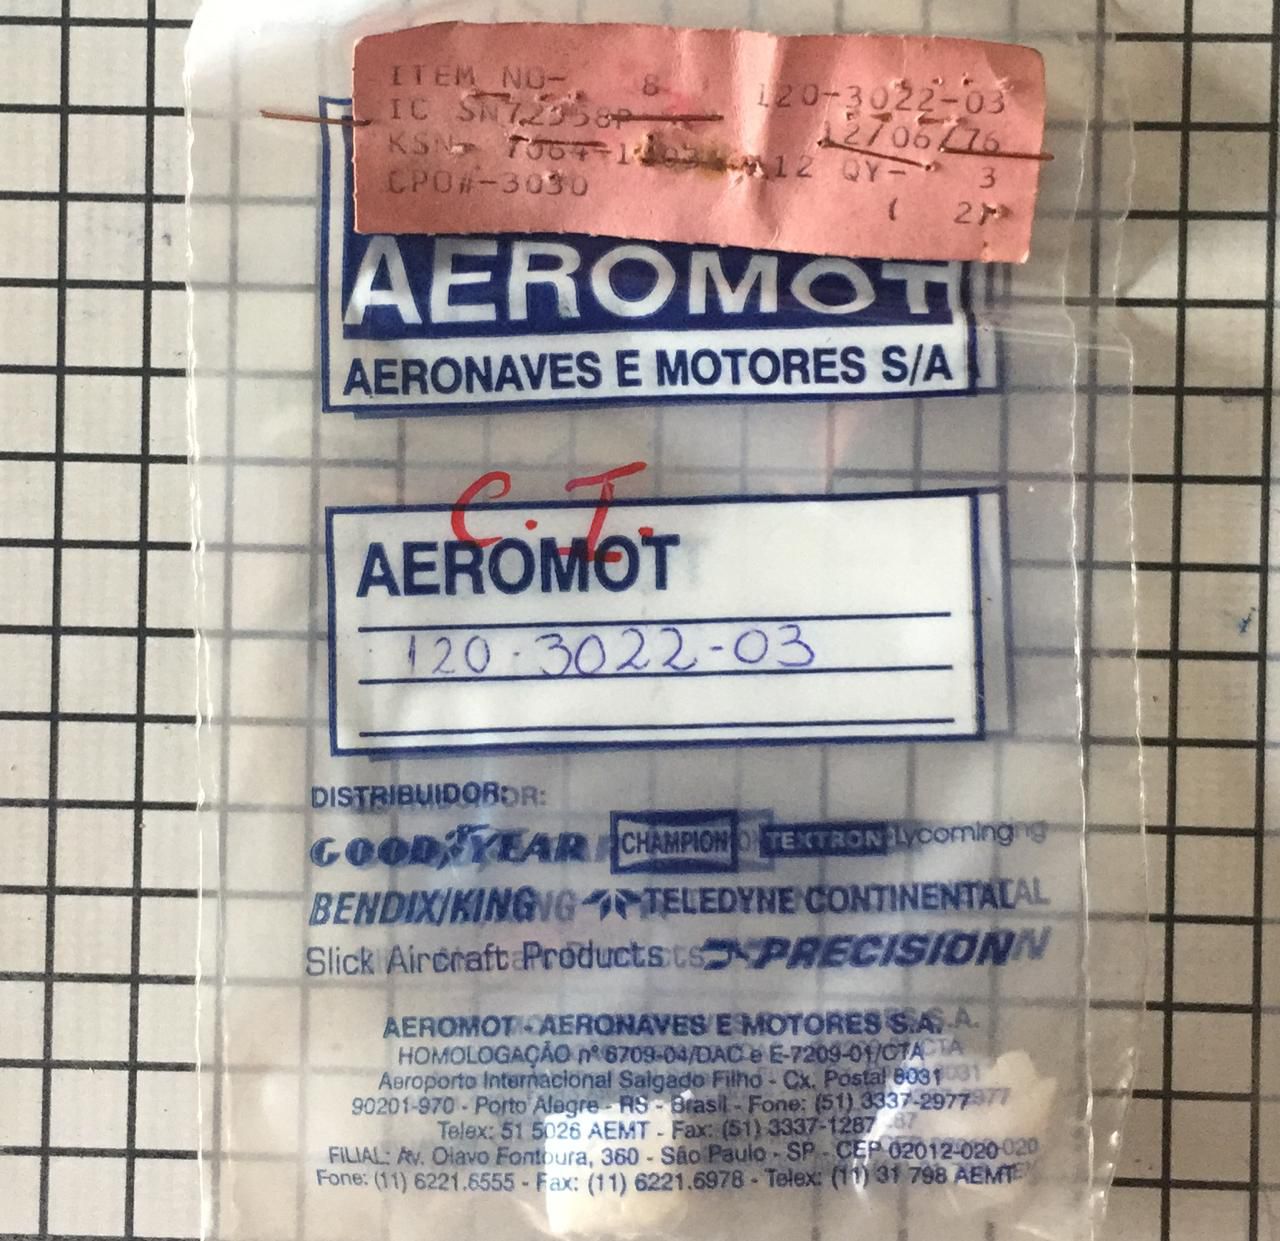 ITEM NO- 8 120-3022-03
IC 12/06/76
KSN- 12 QY- 3
CPO#-3030
( 2)
AEROMOT
AERONAVES E MOTORES S/A
C.I.
AEROMOT
120-3022-03
DISTRIBUIDOR:
GOODYEAR CHAMPION TEXTRON Lycoming
BENDIX/KING TELEDYNE CONTINENTAL
Slick Aircraft Products PRECISION
AEROMOT - AERONAVES E MOTORES S.A.
HOMOLOGAÇÃO nº 6709-04/DAC e E-7209-01/CTA
Aeroporto Internacional Salgado Filho - Cx. Postal 8031
90201-970 - Porto Alegre - RS - Brasil - Fone: (51) 3337-2977
Telex: 51 5026 AEMT - Fax: (51) 3337-1287
FILIAL: Av. Olavo Fontoura, 360 - São Paulo - SP - CEP 02012-020
Fone: (11) 6221.6555 - Fax: (11) 6221.6978 - Telex: (11) 31 798 AEMT